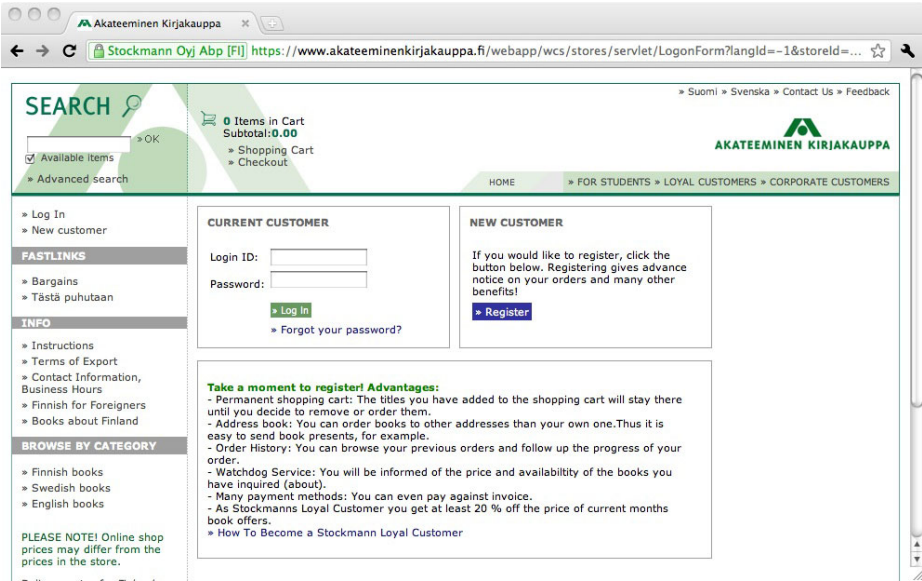 Akateeminen Kirjakauppa
Stockmann Oyj Abp [FI] https://www.akateeminenkirjakauppa.fi/webapp/wcs/stores/servlet/LogonForm?langId=-1&storeId=...
» Suomi » Svenska » Contact Us » Feedback
SEARCH
» OK
Available items
» Advanced search
0 Items in Cart
Subtotal:0.00
» Shopping Cart
» Checkout
AKATEEMINEN KIRJAKAUPPA
HOME » FOR STUDENTS » LOYAL CUSTOMERS » CORPORATE CUSTOMERS
» Log In
» New customer
FASTLINKS
» Bargains
» Tästä puhutaan
INFO
» Instructions
» Terms of Export
» Contact Information,
Business Hours
» Finnish for Foreigners
» Books about Finland
BROWSE BY CATEGORY
» Finnish books
» Swedish books
» English books
PLEASE NOTE! Online shop
prices may differ from the
prices in the store.
CURRENT CUSTOMER
Login ID:
Password:
» Log In
» Forgot your password?
NEW CUSTOMER
If you would like to register, click the
button below. Registering gives advance
notice on your orders and many other
benefits!
» Register
Take a moment to register! Advantages:
- Permanent shopping cart: The titles you have added to the shopping cart will stay there
until you decide to remove or order them.
- Address book: You can order books to other addresses than your own one.Thus it is
easy to send book presents, for example.
- Order History: You can browse your previous orders and follow up the progress of your
order.
- Watchdog Service: You will be informed of the price and availabiltity of the books you
have inquired (about).
- Many payment methods: You can even pay against invoice.
- As Stockmanns Loyal Customer you get at least 20 % off the price of current months
book offers.
» How To Become a Stockmann Loyal Customer